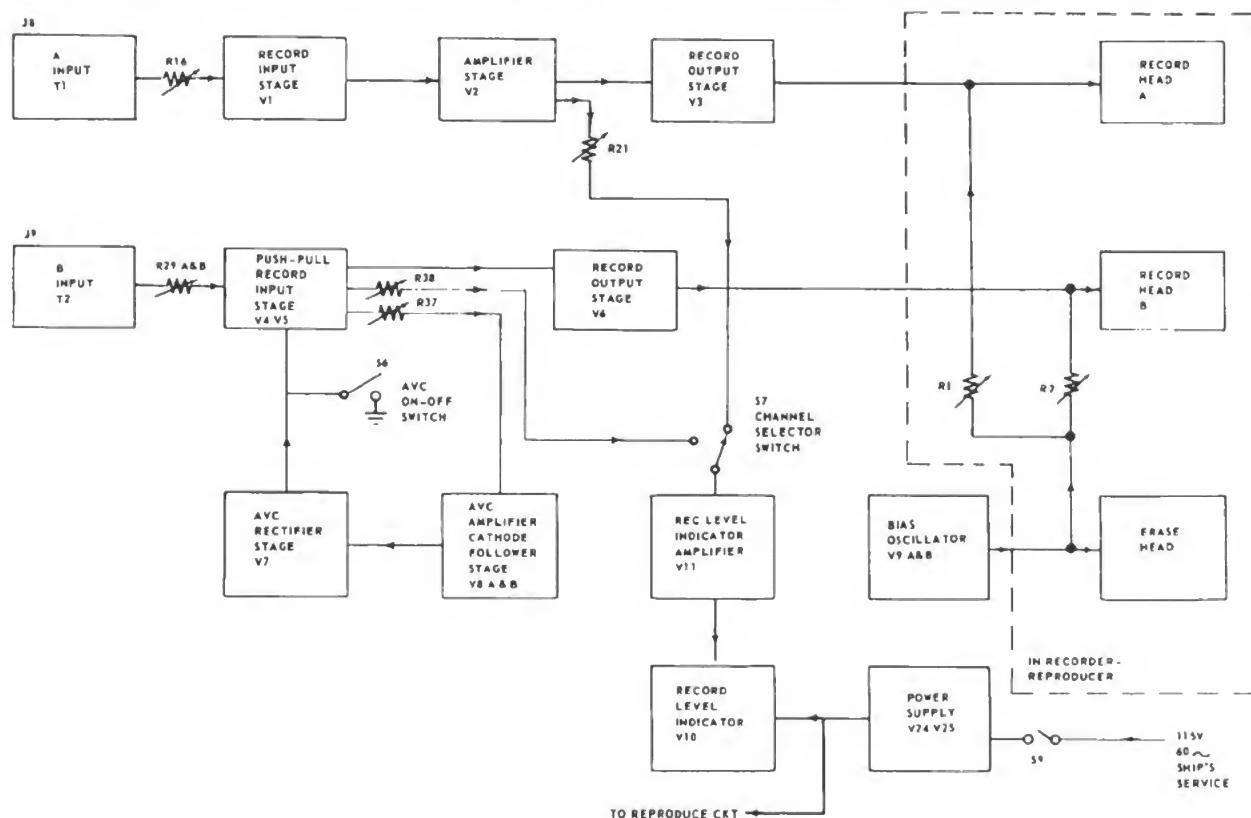 J8
A
INPUT
T1
R16
RECORD
INPUT
STAGE
V1
AMPLIFIER
STAGE
V2
RECORD
OUTPUT
STAGE
V3
RECORD
HEAD
A
R21
J9
B
INPUT
T2
R29 A&B
PUSH-PULL
RECORD
INPUT
STAGE
V4 V5
R38
R37
RECORD
OUTPUT
STAGE
V6
RECORD
HEAD
B
S6
AVC
ON-OFF
SWITCH
R1
R2
S7
CHANNEL
SELECTOR
SWITCH
AVC
RECTIFIER
STAGE
V7
AVC
AMPLIFIER
CATHODE
FOLLOWER
STAGE
V8 A & B
REC LEVEL
INDICATOR
AMPLIFIER
V11
BIAS
OSCILLATOR
V9 A&B
ERASE
HEAD
IN RECORDER-
REPRODUCER
RECORD
LEVEL
INDICATOR
V10
POWER
SUPPLY
V24 V25
S9
115V
60~
SHIP'S
SERVICE
TO REPRODUCE CKT